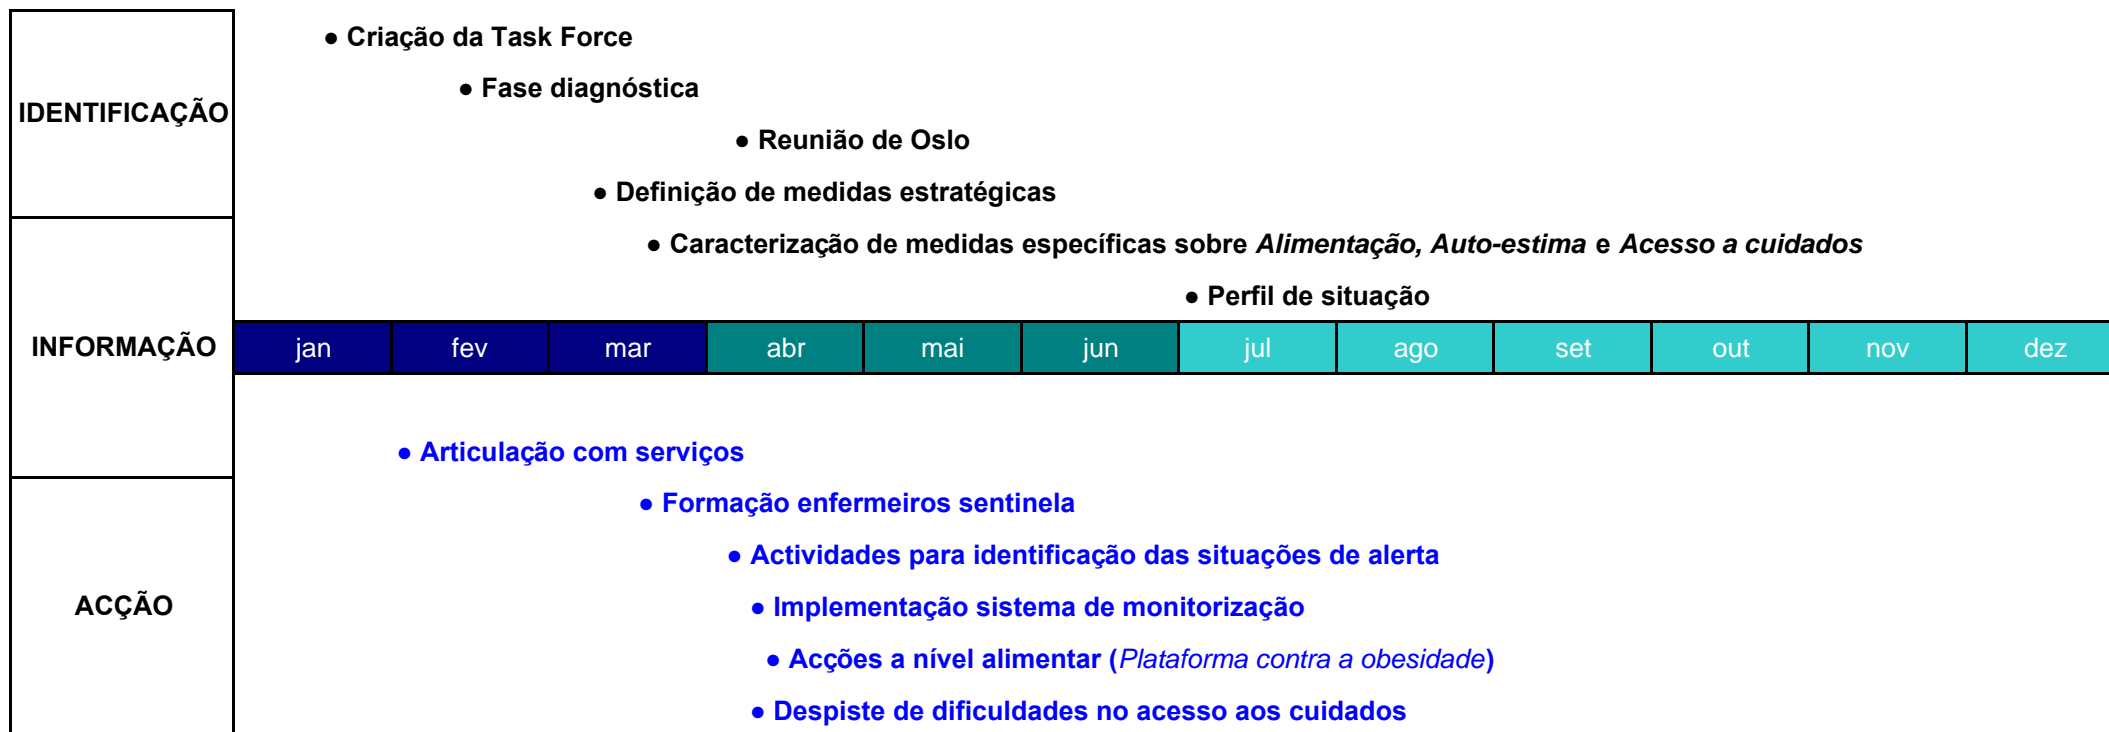 ● Criação da Task Force
● Fase diagnóstica
IDENTIFICAÇÃO
● Reunião de Oslo
● Definição de medidas estratégicas
● Caracterização de medidas específicas sobre Alimentação, Auto-estima e Acesso a cuidados
● Perfil de situação
INFORMAÇÃO jan fev mar abr mai jun jul ago set out nov dez
● Articulação com serviços
● Formação enfermeiros sentinela
● Actividades para identificação das situações de alerta
ACÇÃO
● Implementação sistema de monitorização
● Acções a nível alimentar (Plataforma contra a obesidade)
● Despiste de dificuldades no acesso aos cuidados